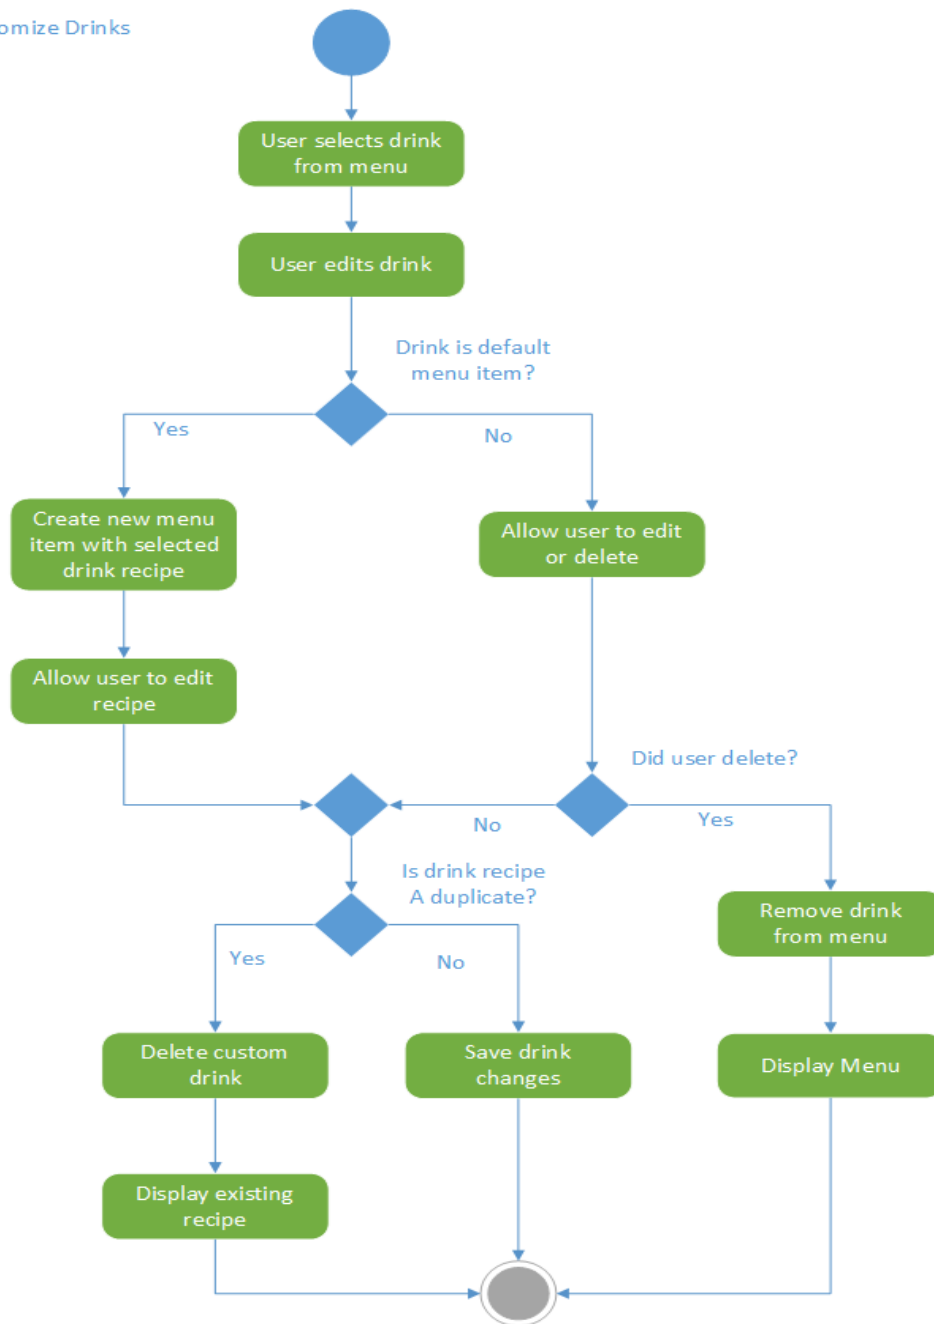 omize Drinks
User selects drink
from menu
User edits drink
Drink is default
menu item?
Yes
No
Create new menu
item with selected
drink recipe
Allow user to edit
or delete
Allow user to edit
recipe
Did user delete?
No
Yes
Is drink recipe
A duplicate?
Remove drink
from menu
Yes
No
Delete custom
drink
Save drink
changes
Display Menu
Display existing
recipe